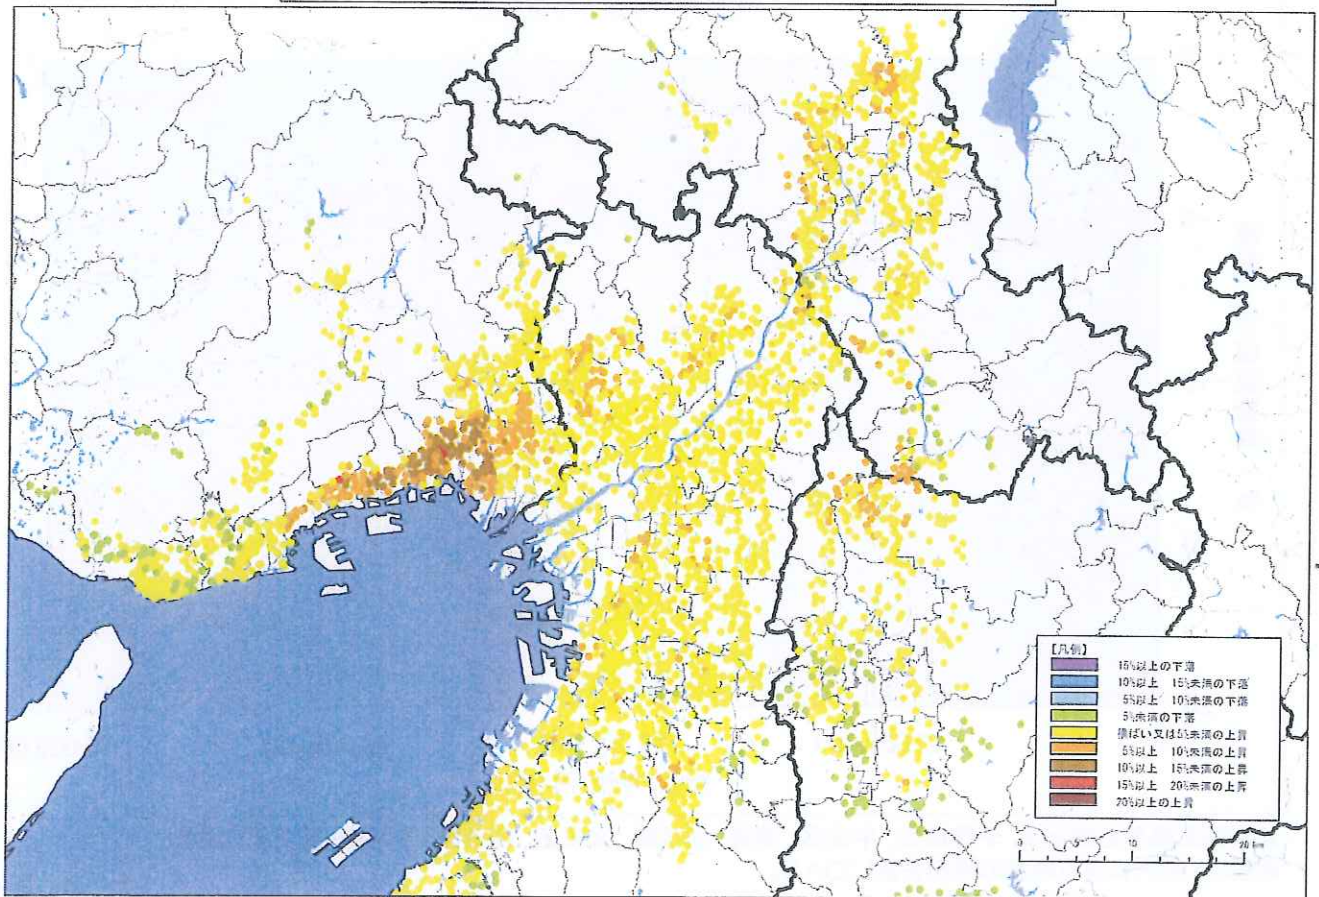 【凡例】
15%以上の下落
10%以上 15%未満の下落
5%以上 10%未満の下落
5%未満の下落
横ばい又は5%未満の上昇
5%以上 10%未満の上昇
10%以上 15%未満の上昇
15%以上 20%未満の上昇
20%以上の上昇
0 5 10 20 km